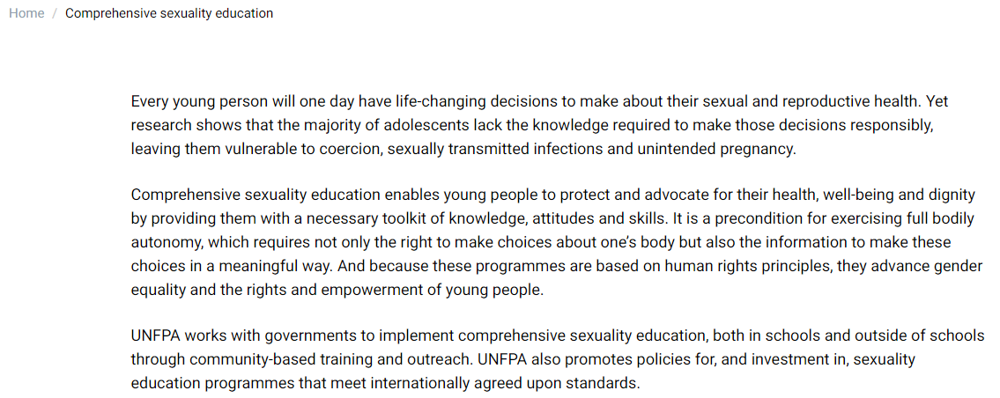 Home / Comprehensive sexuality education
Every young person will one day have life-changing decisions to make about their sexual and reproductive health. Yet
research shows that the majority of adolescents lack the knowledge required to make those decisions responsibly,
leaving them vulnerable to coercion, sexually transmitted infections and unintended pregnancy.
Comprehensive sexuality education enables young people to protect and advocate for their health, well-being and dignity
by providing them with a necessary toolkit of knowledge, attitudes and skills. It is a precondition for exercising full bodily
autonomy, which requires not only the right to make choices about one's body but also the information to make these
choices in a meaningful way. And because these programmes are based on human rights principles, they advance gender
equality and the rights and empowerment of young people.
UNFPA works with governments to implement comprehensive sexuality education, both in schools and outside of schools
through community-based training and outreach. UNFPA also promotes policies for, and investment in, sexuality
education programmes that meet internationally agreed upon standards.